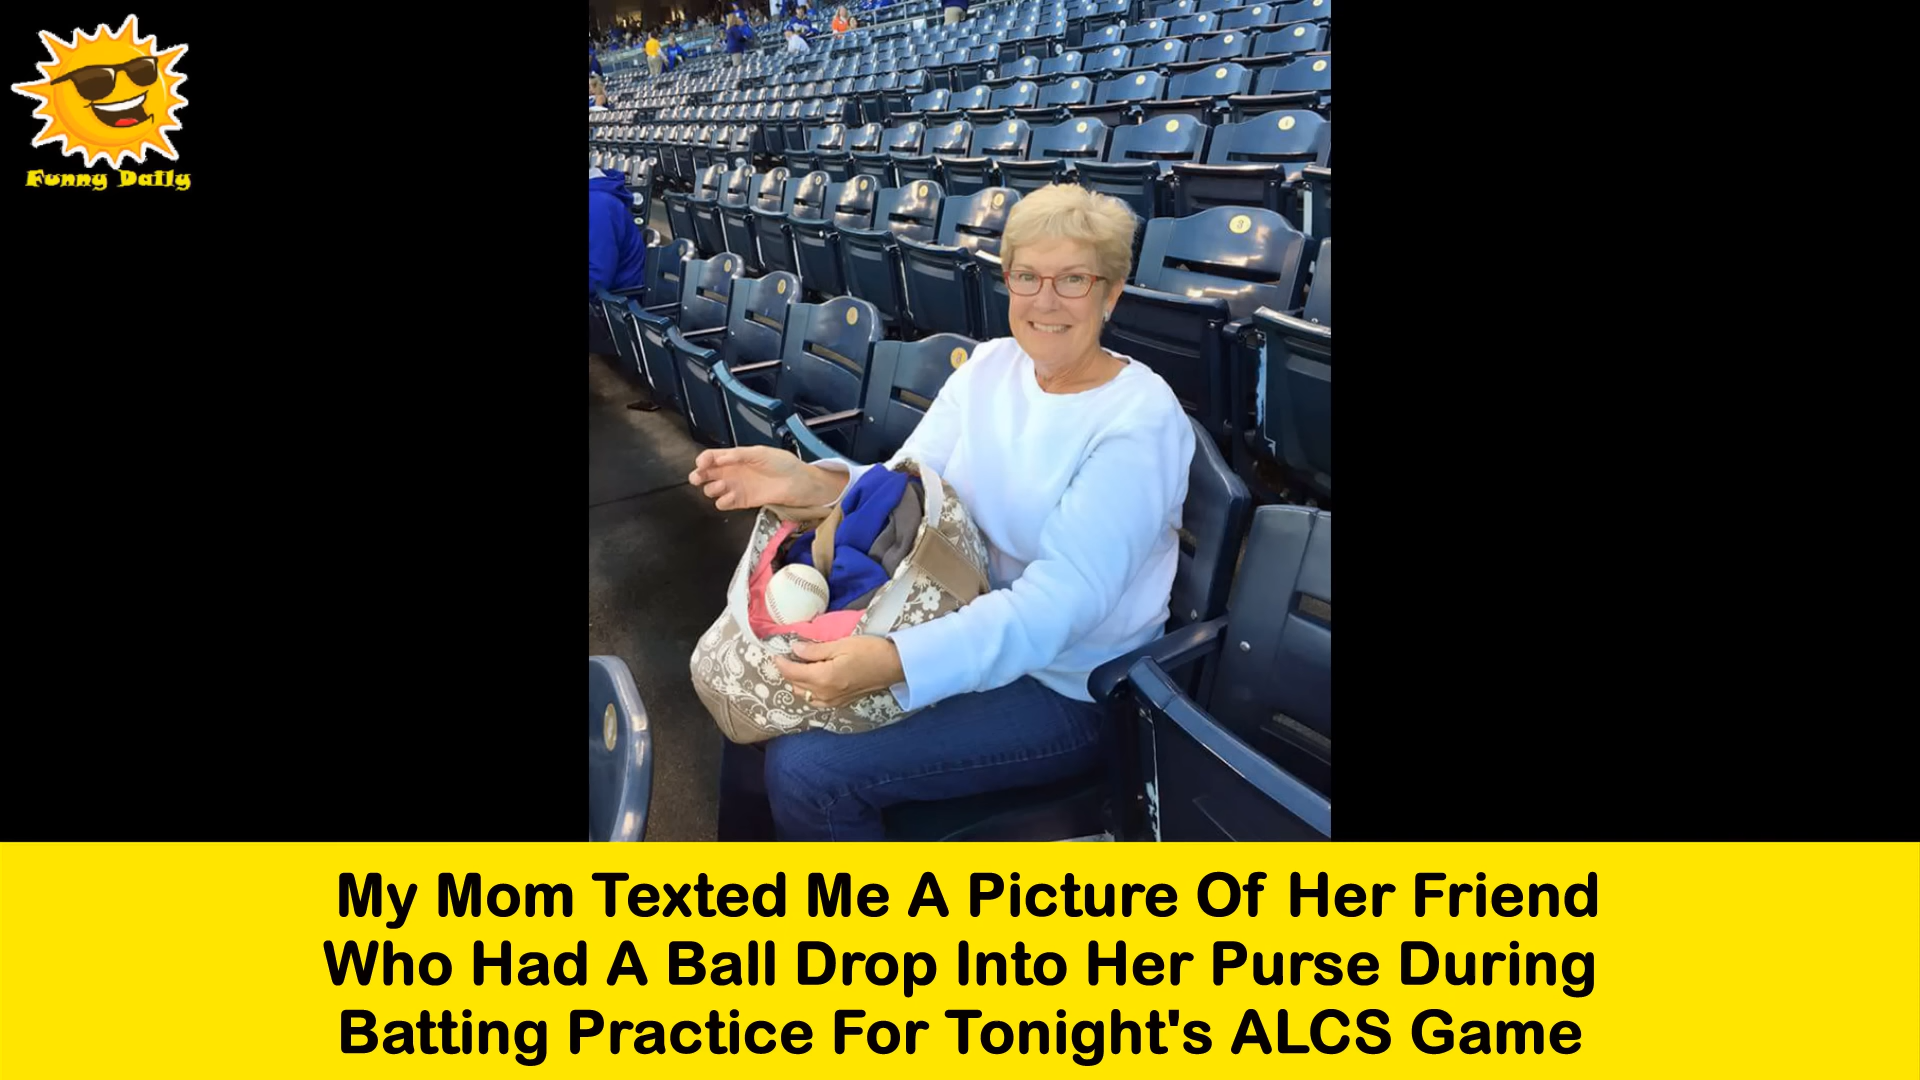 Funny Daily
My Mom Texted Me A Picture Of Her Friend
Who Had A Ball Drop Into Her Purse During
Batting Practice For Tonight's ALCS Game